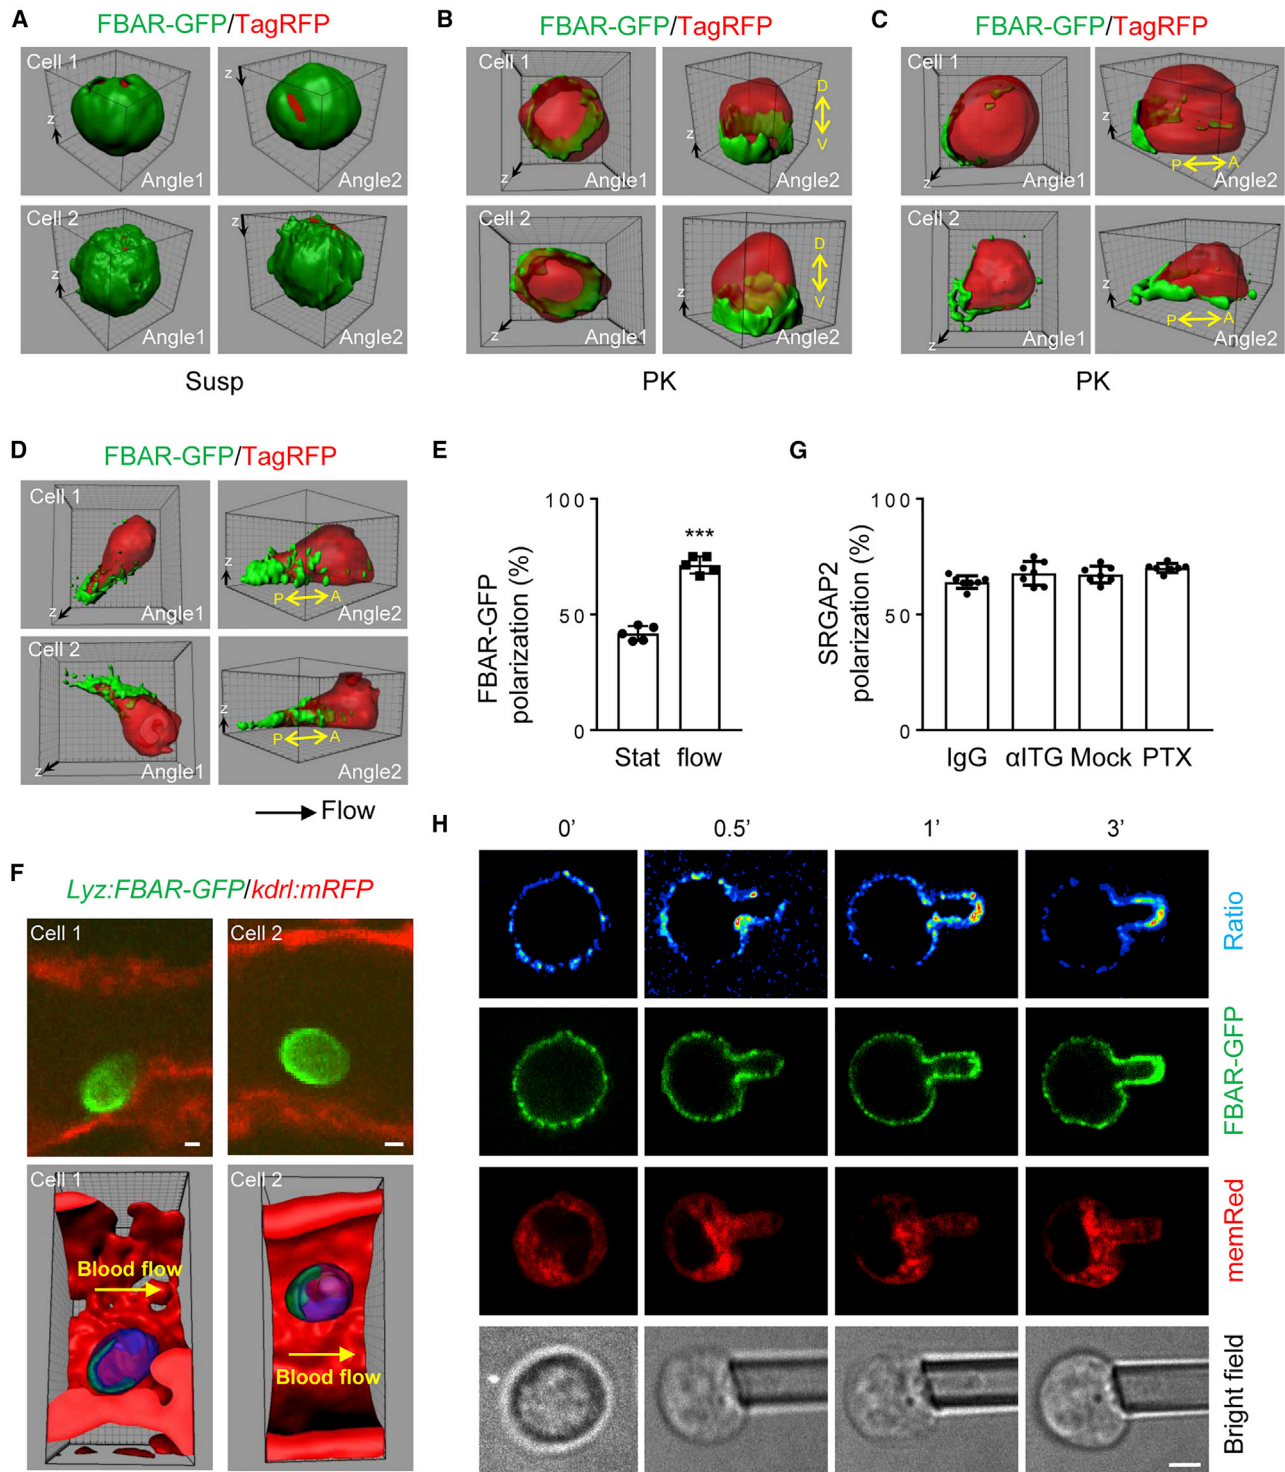 A
FBAR-GFP/TagRFP
Cell 1
z
Angle1
z
Angle2
Cell 2
z
Angle1
z
Angle2
Susp
B
FBAR-GFP/TagRFP
Cell 1
z
Angle1
D
V
z
Angle2
Cell 2
z
Angle1
D
V
z
Angle2
PK
C
FBAR-GFP/TagRFP
Cell 1
z
Angle1
z
P A
Angle2
Cell 2
z
Angle1
z
P A
Angle2
PK
D
FBAR-GFP/TagRFP
Cell 1
z
Angle1
z
P A
Angle2
Cell 2
z
Angle1
z
P A
Angle2
Flow
E
FBAR-GFP
polarization (%)
100
50
0
***
Stat flow
G
SRGAP2
polarization (%)
100
50
0
IgG αITG Mock PTX
F
Lyz:FBAR-GFP/kdrl:mRFP
Cell 1
Cell 2
Cell 1
Blood flow
Cell 2
Blood flow
H
0’ 0.5’ 1’ 3’
Ratio
FBAR-GFP
memRed
Bright field